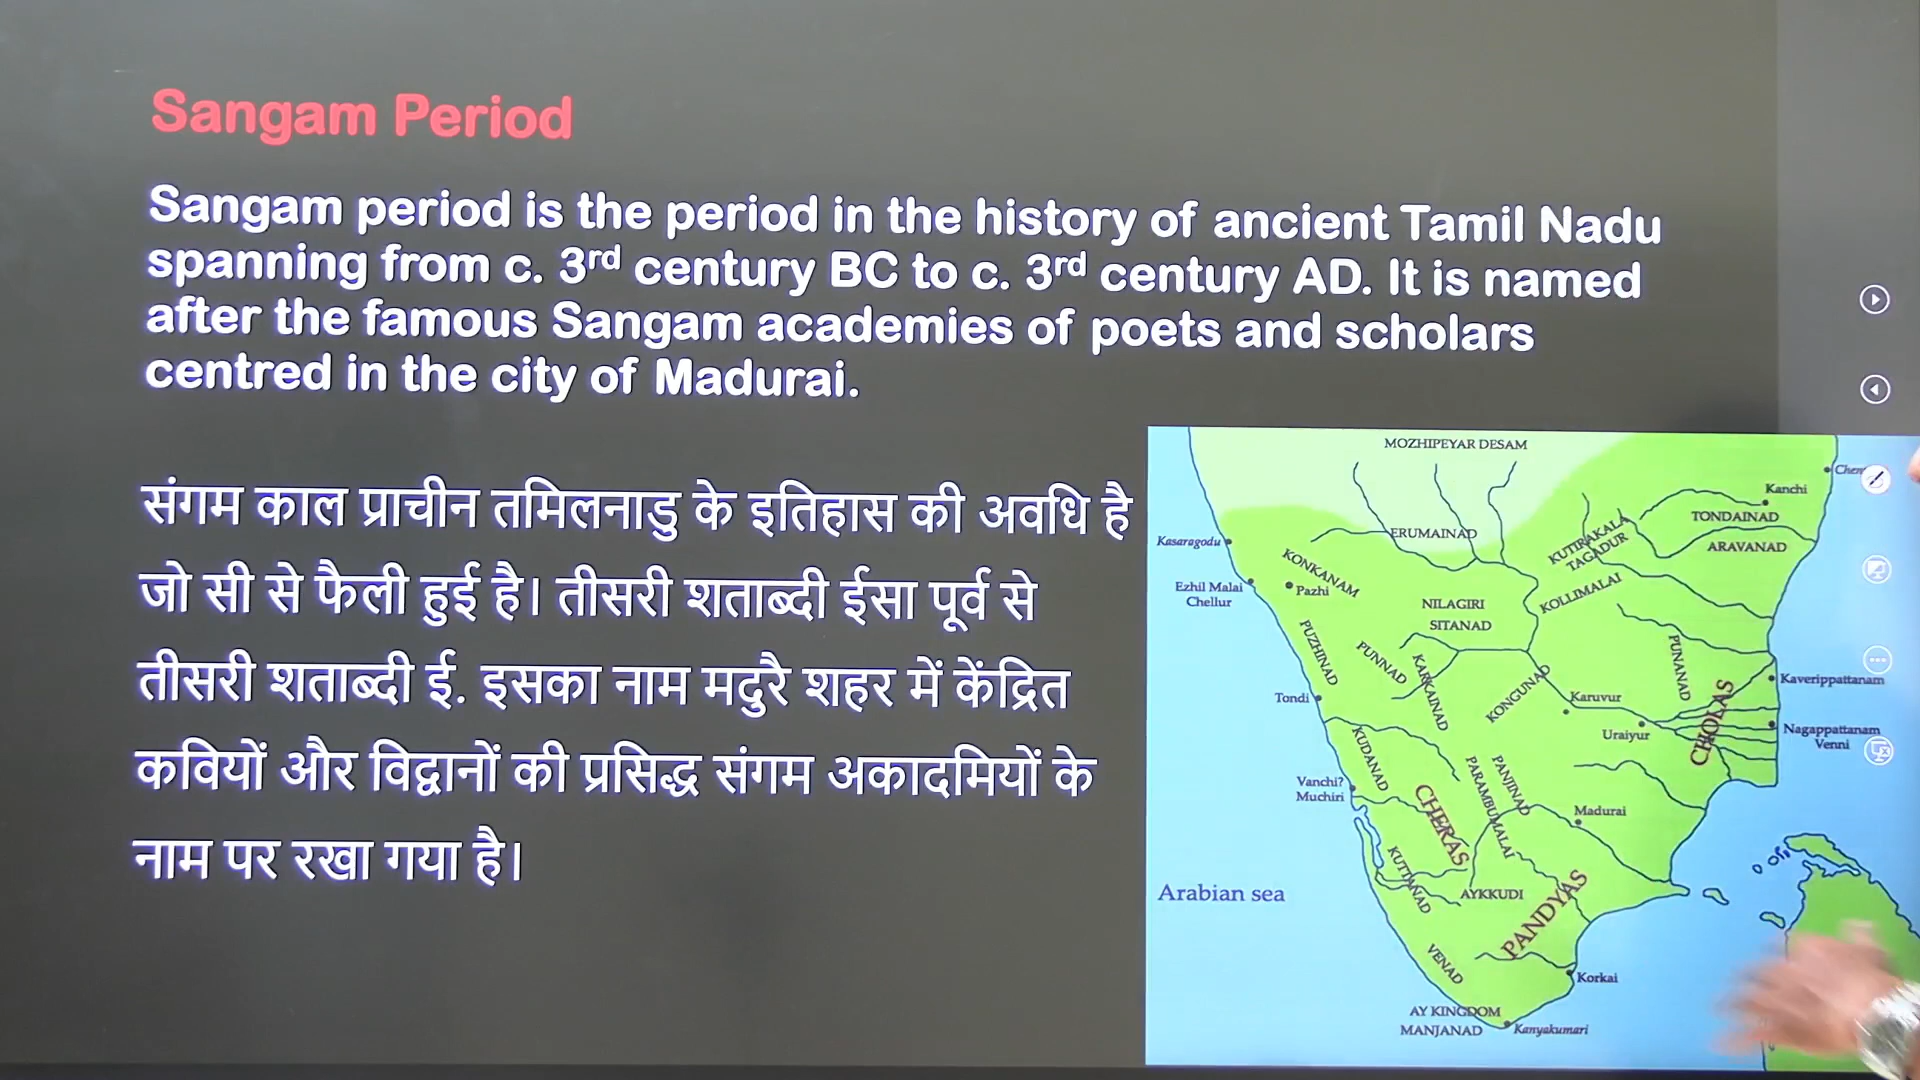 Sangam Period
Sangam period is the period in the history of ancient Tamil Nadu
spanning from c. 3rd century BC to c. 3rd century AD. It is named
after the famous Sangam academies of poets and scholars
centred in the city of Madurai.
संगम काल प्राचीन तमिलनाडु के इतिहास की अवधि है
जो सी से फैली हुई है। तीसरी शताब्दी ईसा पूर्व से
तीसरी शताब्दी ई. इसका नाम मदुरै शहर में केंद्रित
कवियों और विद्वानों की प्रसिद्ध संगम अकादमियों के
नाम पर रखा गया है।
MOZHIPEYAR DESAM
Kanchi
TONDAINAD
ARAVANAD
ERUMAINAD
KUTIRAKALA
TAGADUR
Kasaragodu
KONKANAM
Pazhi
Ezhil Malai
Chellur
KOLLIMALAI
NILAGIRI
SITANAD
PUZHINAD
PUNNAD
KARKAINAD
KONGUNAD
PUNANAD
Kaverippattanam
Tondi
Karuvur
Uraiyur
CHOLAS
Nagappattanam
Venni
KUDANAD
Vanchi?
Muchiri
CHERAS
PARAMBUMALAI
PANJINAD
Madurai
KUTTANAD
AYKKUDI
PANDYAS
Arabian sea
VENAD
Korkai
AY KINGDOM
MANJANAD
Kanyakumari